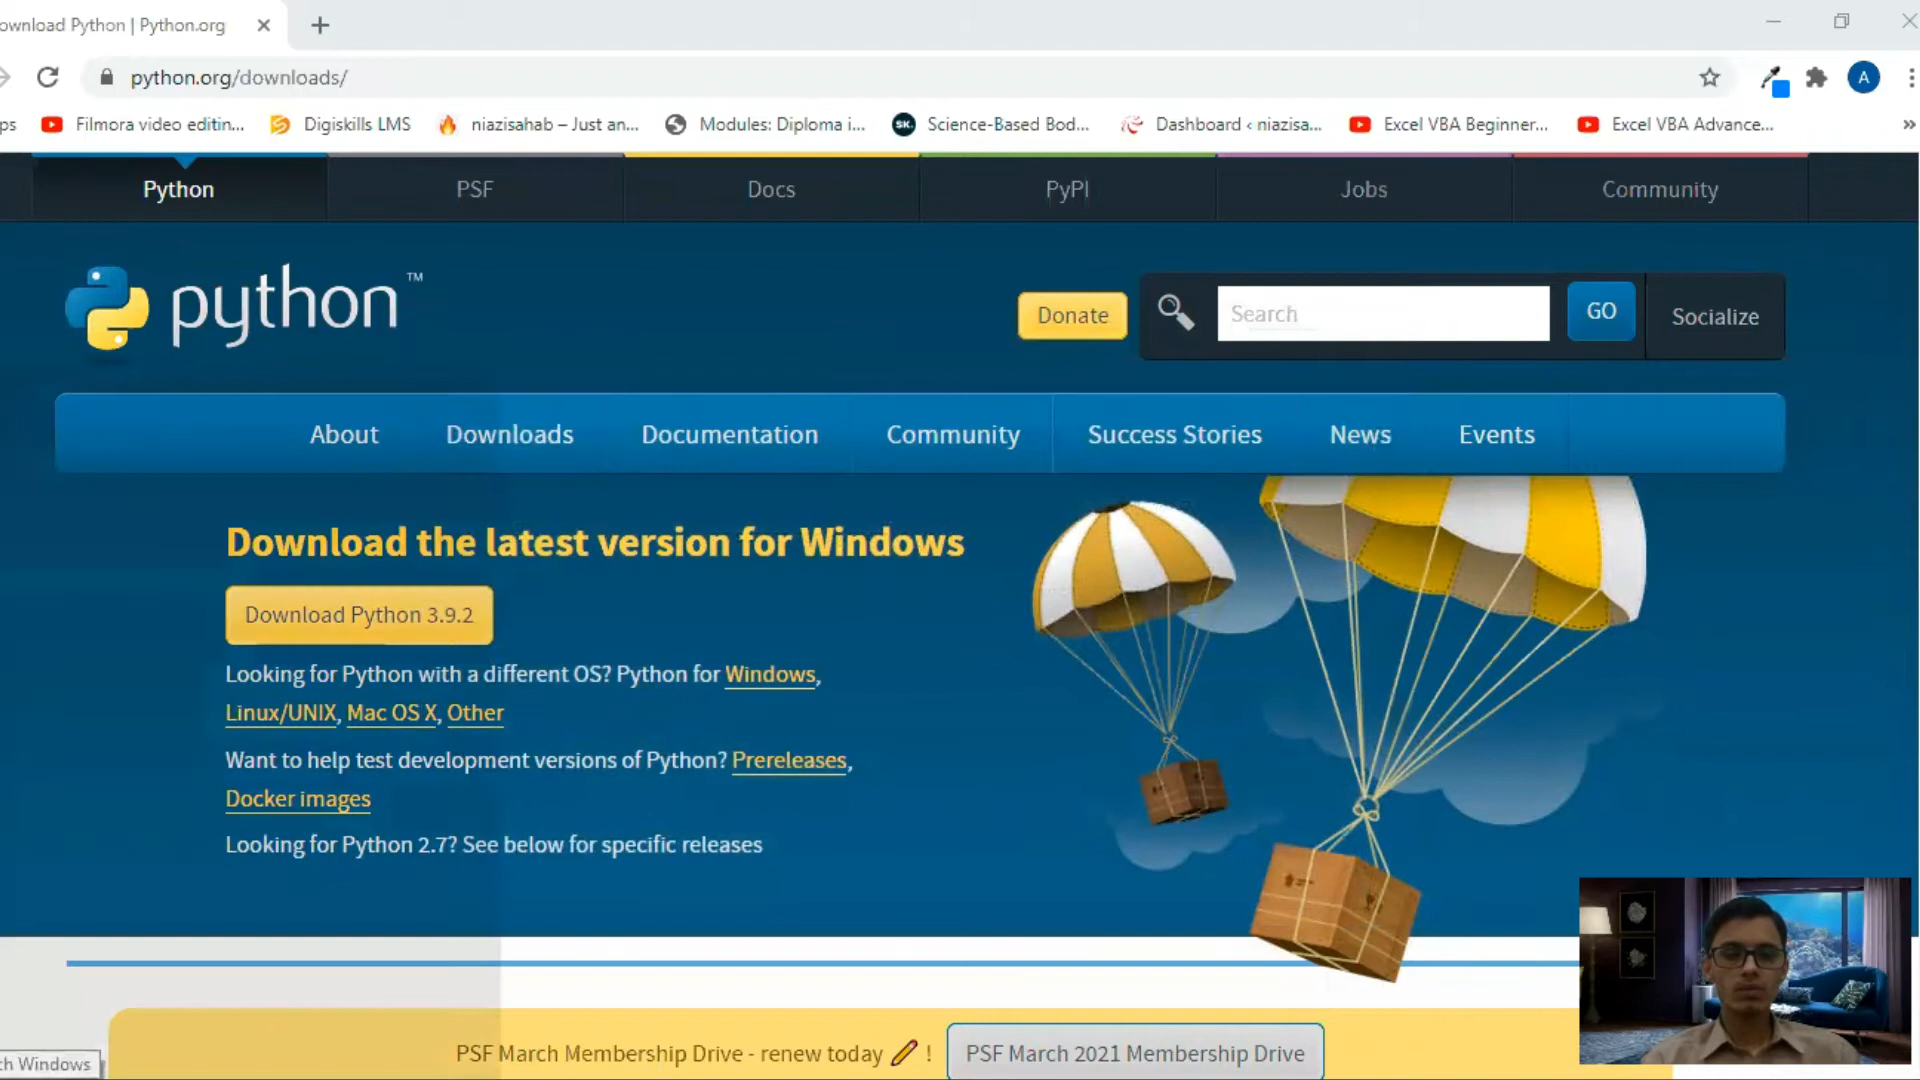 ownload Python | Python.org
python.org/downloads/
A
ps
Filmora video editin...
Digiskills LMS
niazisahab – Just an...
Modules: Diploma i...
SK
Science-Based Bod...
Dashboard ‹ niazisa...
Excel VBA Beginner...
Excel VBA Advance...
Python
PSF
Docs
PyPI
Jobs
Community
python™
Donate
Search
GO
Socialize
About
Downloads
Documentation
Community
Success Stories
News
Events
Download the latest version for Windows
Download Python 3.9.2
Looking for Python with a different OS? Python for Windows,
Linux/UNIX, Mac OS X, Other
Want to help test development versions of Python? Prereleases,
Docker images
Looking for Python 2.7? See below for specific releases
PSF March Membership Drive - renew today !
PSF March 2021 Membership Drive
ch Windows